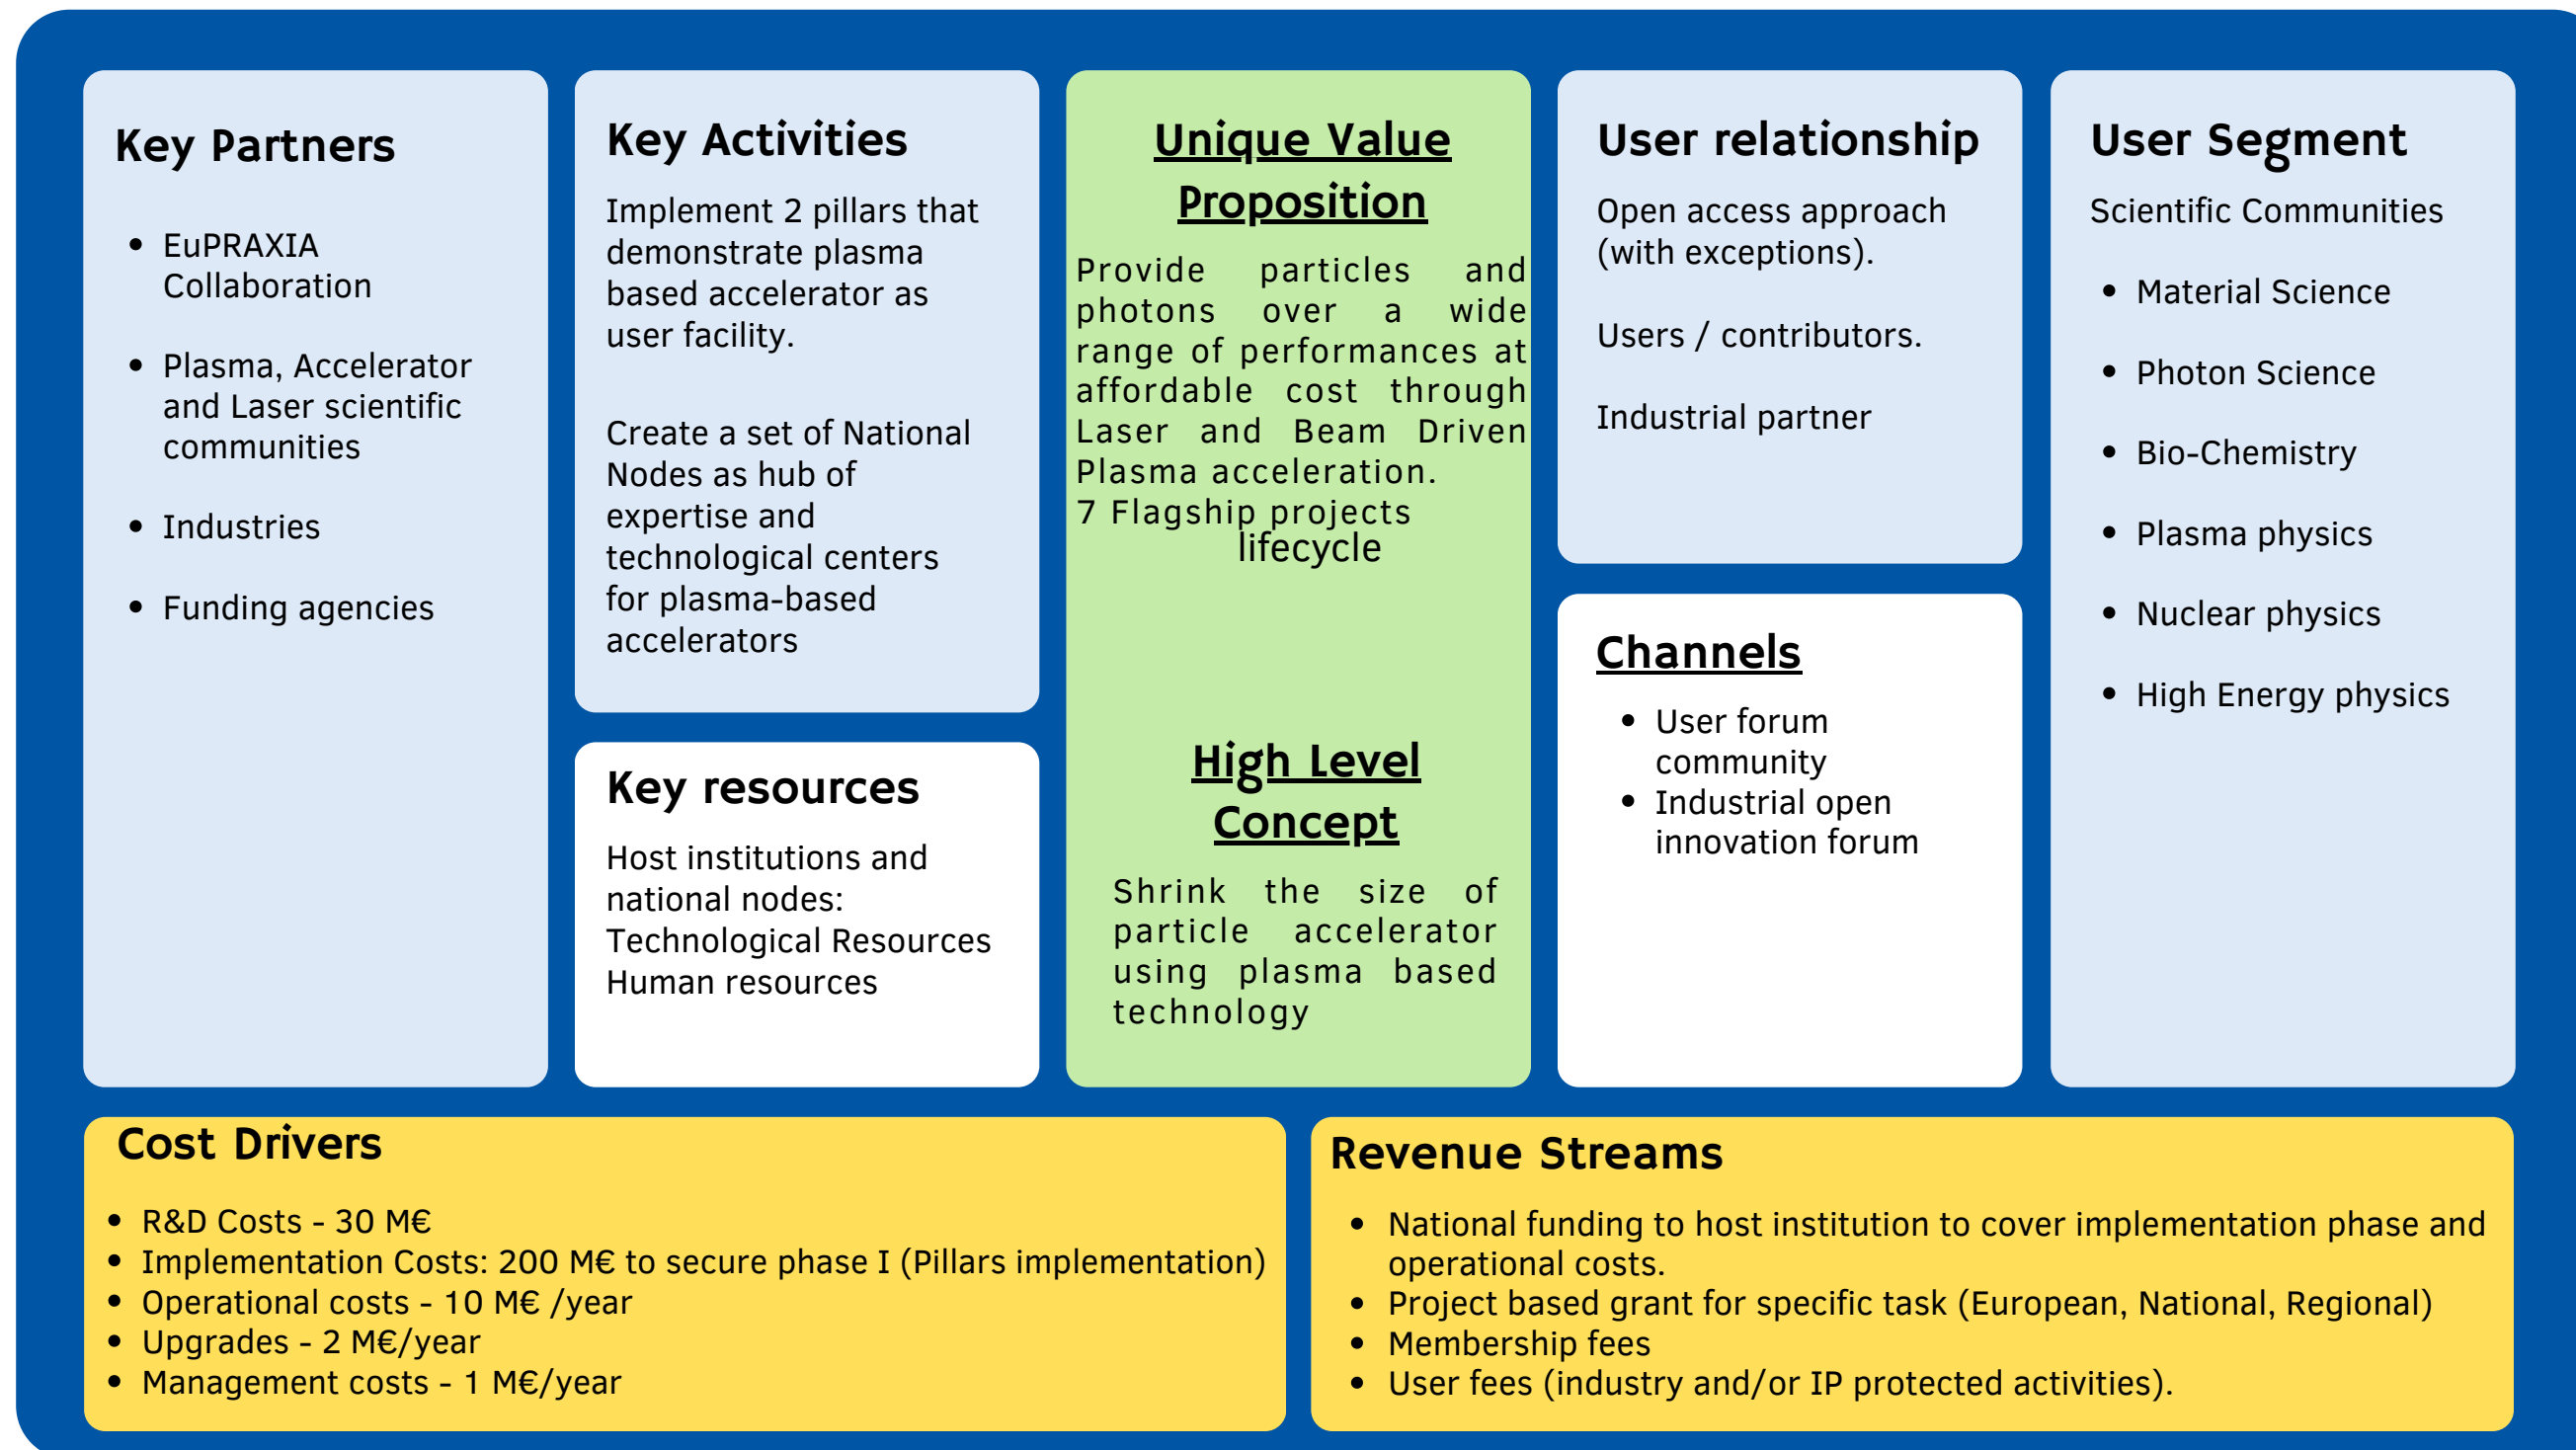 Key Partners
• EuPRAXIA
Collaboration
• Plasma, Accelerator
and Laser scientific
communities
• Industries
• Funding agencies
Key Activities
Implement 2 pillars that
demonstrate plasma
based accelerator as
user facility.
Create a set of National
Nodes as hub of
expertise and
technological centers
for plasma-based
accelerators
Key resources
Host institutions and
national nodes:
Technological Resources
Human resources
Unique Value
Proposition
Provide particles and
photons over a wide
range of performances at
affordable cost through
Laser and Beam Driven
Plasma acceleration.
7 Flagship projects
lifecycle
High Level
Concept
Shrink the size of
particle accelerator
using plasma based
technology
User relationship
Open access approach
(with exceptions).
Users / contributors.
Industrial partner
Channels
• User forum
community
• Industrial open
innovation forum
User Segment
Scientific Communities
• Material Science
• Photon Science
• Bio-Chemistry
• Plasma physics
• Nuclear physics
• High Energy physics
Cost Drivers
• R&D Costs - 30 M€
• Implementation Costs: 200 M€ to secure phase I (Pillars implementation)
• Operational costs - 10 M€ /year
• Upgrades - 2 M€/year
• Management costs - 1 M€/year
Revenue Streams
• National funding to host institution to cover implementation phase and
operational costs.
• Project based grant for specific task (European, National, Regional)
• Membership fees
• User fees (industry and/or IP protected activities).